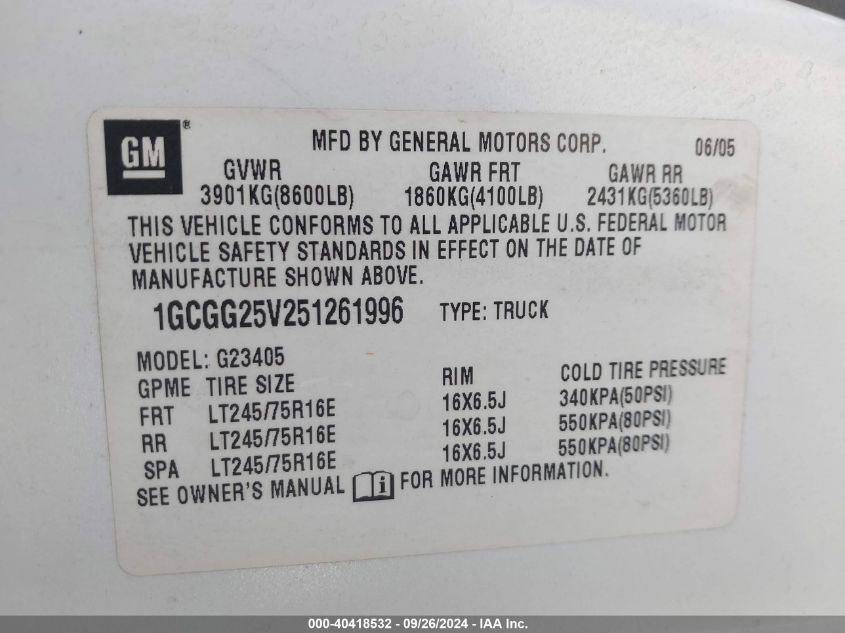 GM®
MFD BY GENERAL MOTORS CORP. 06/05
GVWR GAWR FRT GAWR RR
3901KG(8600LB) 1860KG(4100LB) 2431KG(5360LB)
THIS VEHICLE CONFORMS TO ALL APPLICABLE U.S. FEDERAL MOTOR
VEHICLE SAFETY STANDARDS IN EFFECT ON THE DATE OF
MANUFACTURE SHOWN ABOVE.
1GCGG25V251261996 TYPE: TRUCK
MODEL: G23405
GPME TIRE SIZE RIM COLD TIRE PRESSURE
FRT LT245/75R16E 16X6.5J 340KPA(50PSI)
RR LT245/75R16E 16X6.5J 550KPA(80PSI)
SPA LT245/75R16E 16X6.5J 550KPA(80PSI)
SEE OWNER'S MANUAL i FOR MORE INFORMATION.
000-40418532 - 09/26/2024 - IAA Inc.